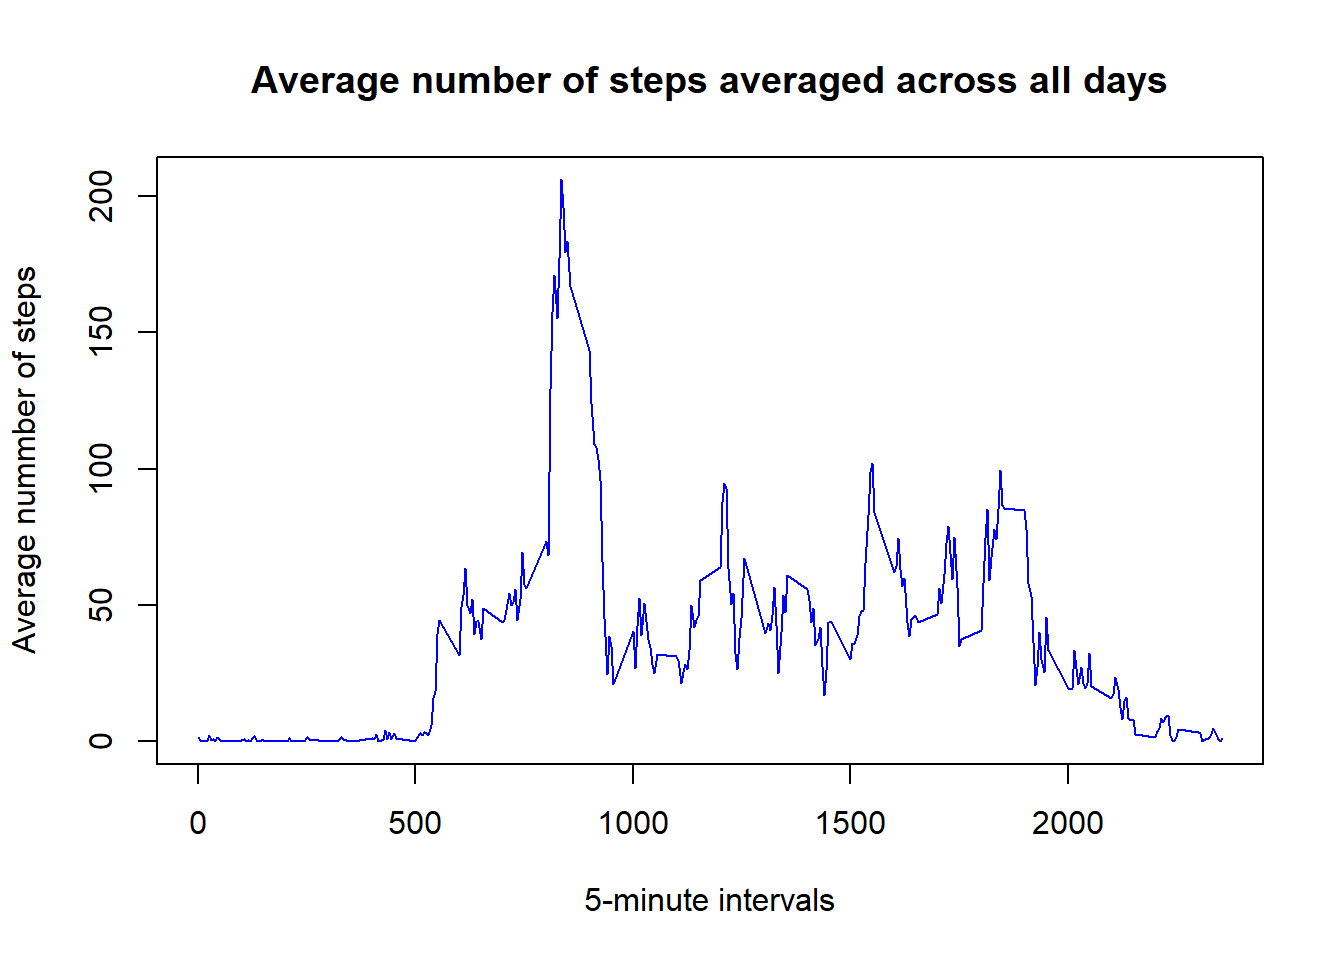 Average number of steps averaged across all days
Average nummber of steps
200
150
100
50
0
0 500 1000 1500 2000
5-minute intervals